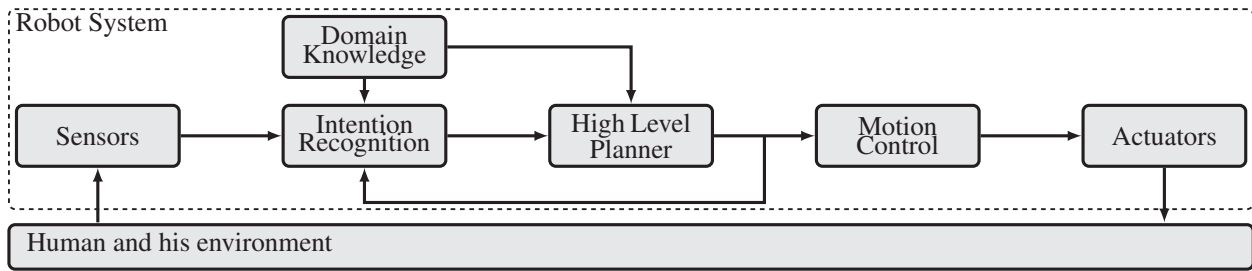 Robot System
Domain
Knowledge
Sensors
Intention
Recognition
High Level
Planner
Motion
Control
Actuators
Human and his environment